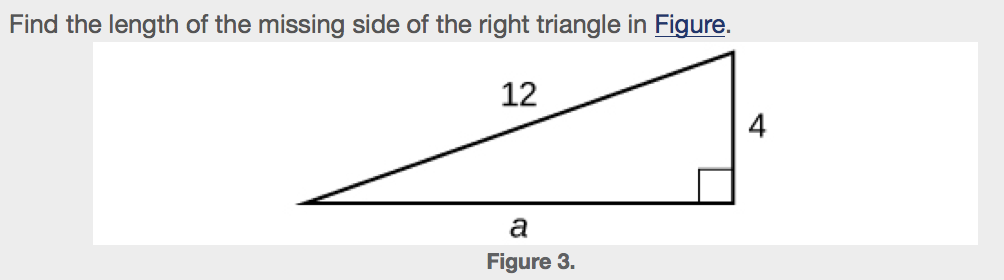 Find the length of the missing side of the right triangle in Figure.
12
4
a
Figure 3.